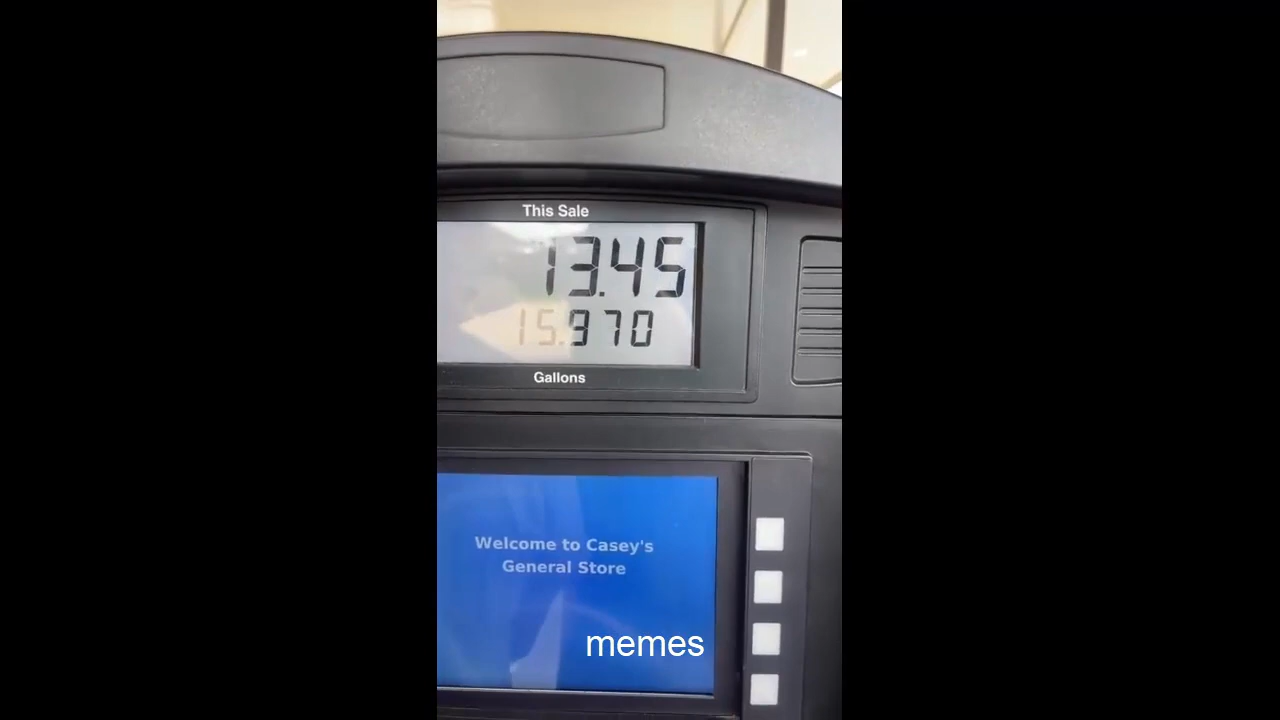 This Sale
13.45
15.970
Gallons
Welcome to Casey's
General Store
memes